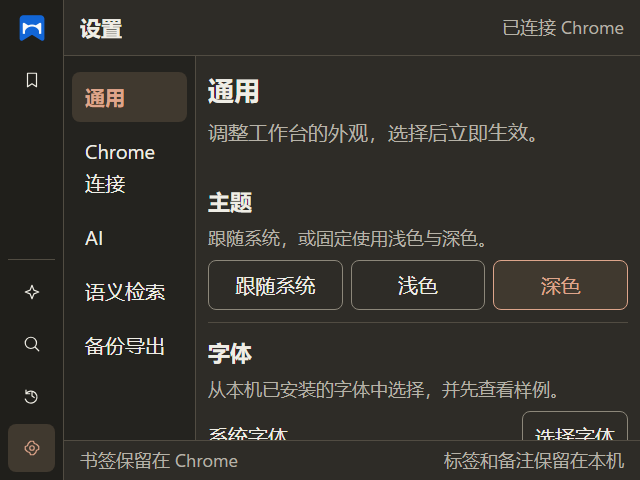 设置
已连接 Chrome
通用
Chrome
连接
AI
语义检索
备份导出
通用
调整工作台的外观，选择后立即生效。
主题
跟随系统，或固定使用浅色与深色。
跟随系统
浅色
深色
字体
从本机已安装的字体中选择，并先查看样例。
系统字体
选择字体
书签保留在 Chrome
标签和备注保留在本机